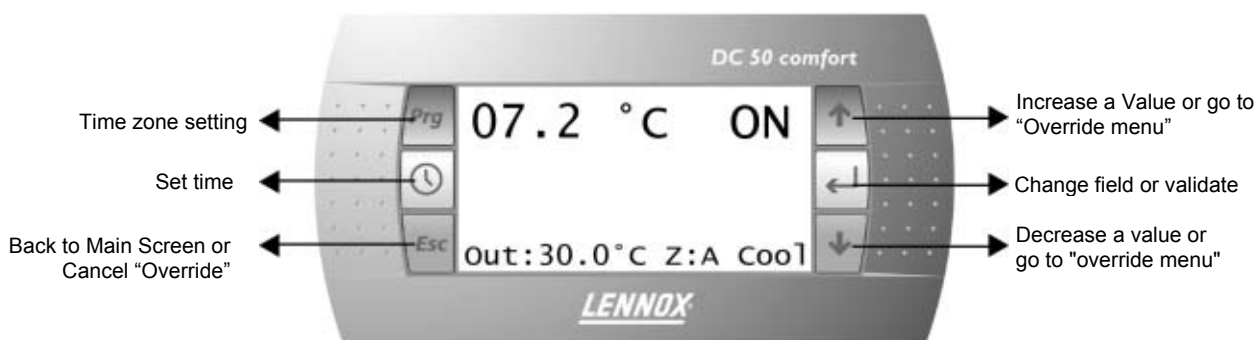 DC 50 comfort
Time zone setting
Prg
07.2 °C ON
Increase a Value or go to
“Override menu”
Set time
Change field or validate
Back to Main Screen or
Cancel “Override”
Esc
Out:30.0°C Z:A Cool
Decrease a value or
go to "override menu"
LENNOX